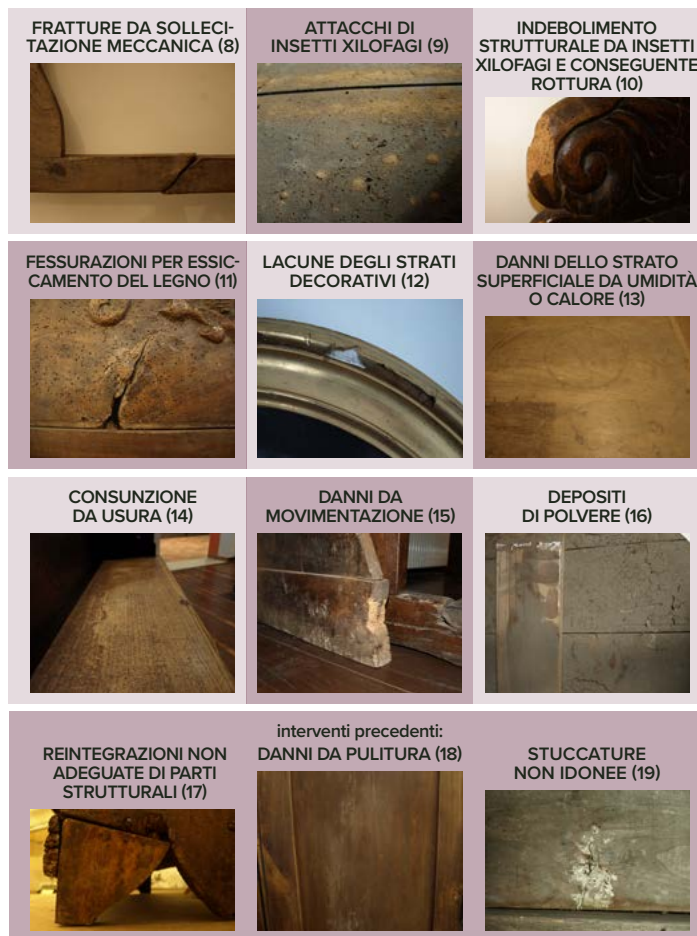 FRATTURE DA SOLLECI-
TAZIONE MECCANICA (8)
ATTACCHI DI
INSETTI XILOFAGI (9)
INDEBOLIMENTO
STRUTTURALE DA INSETTI
XILOFAGI E CONSEGUENTE
ROTTURA (10)
FESSURAZIONI PER ESSIC-
CAMENTO DEL LEGNO (11)
LACUNE DEGLI STRATI
DECORATIVI (12)
DANNI DELLO STRATO
SUPERFICIALE DA UMIDITÀ
O CALORE (13)
CONSUNZIONE
DA USURA (14)
DANNI DA
MOVIMENTAZIONE (15)
DEPOSITI
DI POLVERE (16)
interventi precedenti:
REINTEGRAZIONI NON
ADEGUATE DI PARTI
STRUTTURALI (17)
DANNI DA PULITURA (18)
STUCCATURE
NON IDONEE (19)